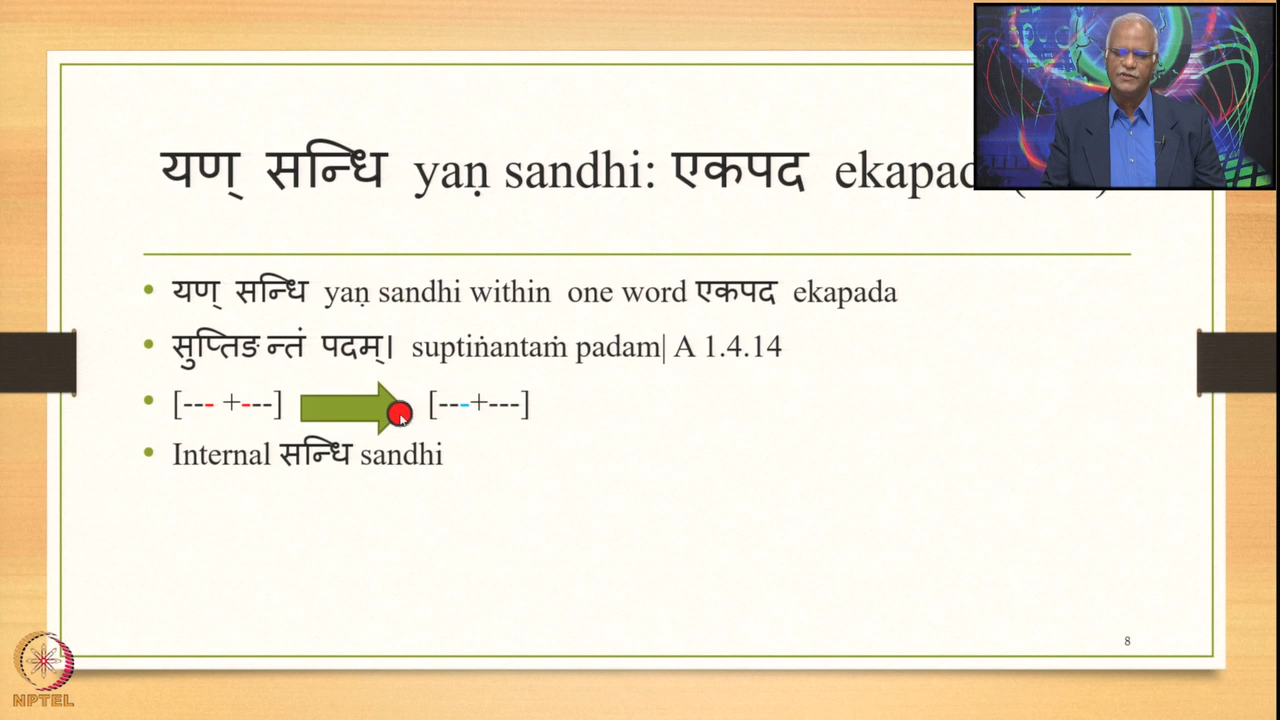 यण् सन्धि yaṇ sandhi: एकपद ekapad
• यण् सन्धि yaṇ sandhi within one word एकपद ekapada
• सुप्तिङन्तं पदम्। suptiṅantaṁ padam| A 1.4.14
• [--- +---] [---+---]
• Internal सन्धि sandhi
8
NPTEL